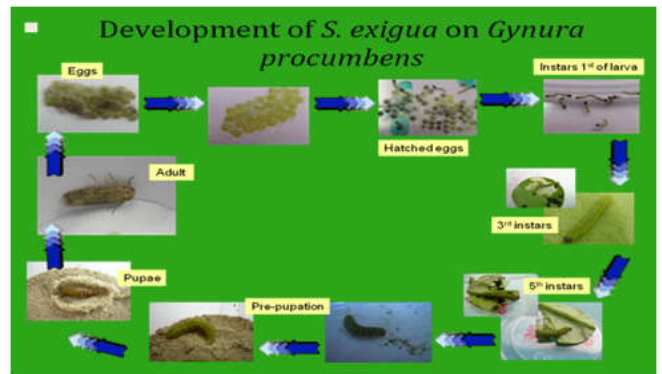 Development of S. exigua on Gynura
procumbens
Eggs
Instars 1st of larva
Hatched eggs
Adult
3rd instars
Pupae
Pre-pupation
5th instars